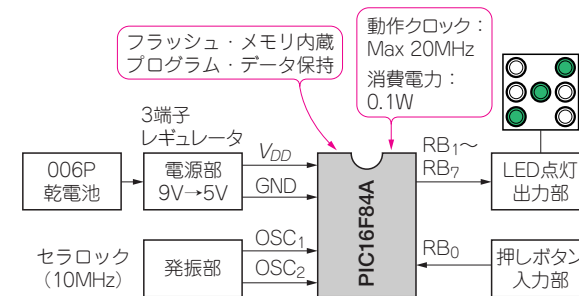 フラッシュ・メモリ内蔵
プログラム・データ保持
動作クロック：
Max 20MHz
消費電力：
0.1W
3端子
レギュレータ
006P
乾電池
電源部
9V→5V
VDD
GND
PIC16F84A
RB1〜
RB7
LED点灯
出力部
セラロック
（10MHz）
発振部
OSC1
OSC2
RB0
押しボタン
入力部